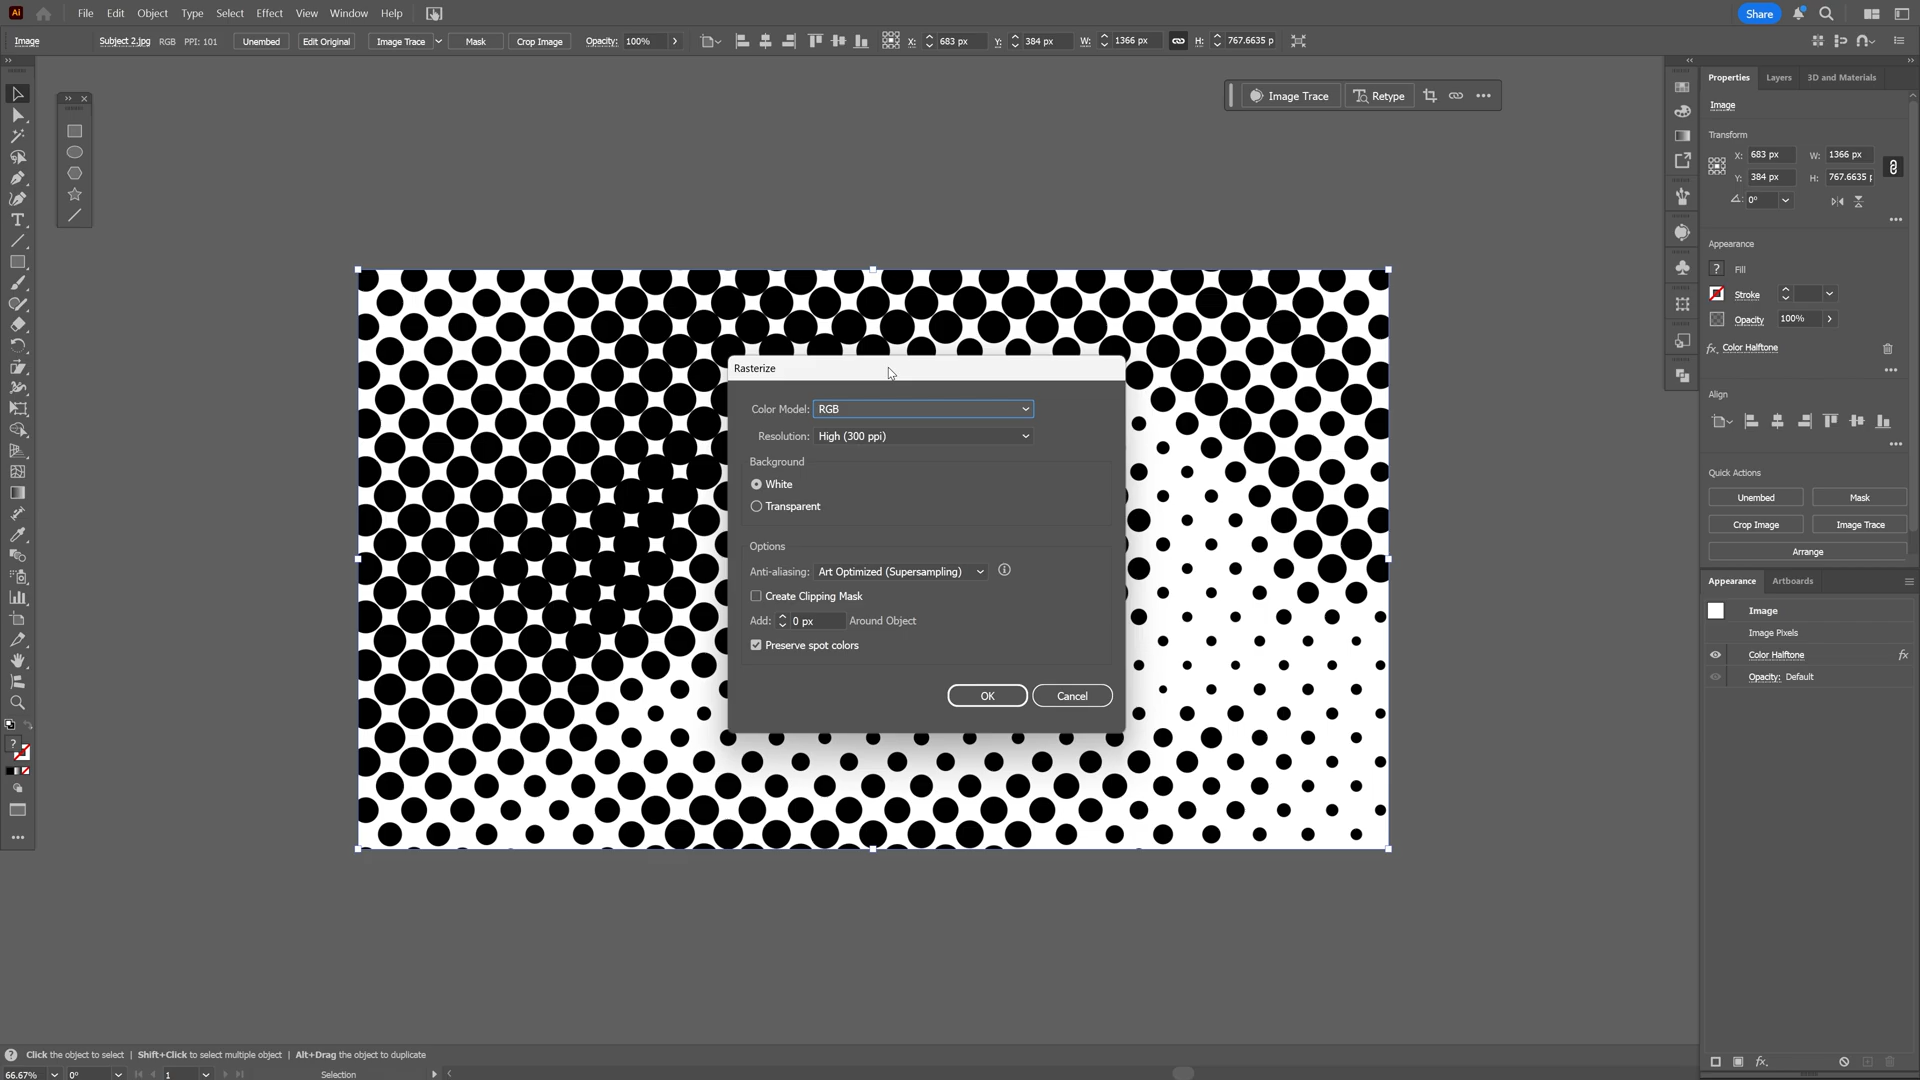 Ai File Edit Object Type Select Effect View Window Help Share
Image Subject 2.jpg RGB PPI: 101 Unembed Edit Original Image Trace Mask Crop Image Opacity: 100% X: 683 px Y: 384 px W: 1366 px H: 767.6635 p
Image Trace Retype
Properties Layers 3D and Materials
Image
Transform
X: 683 px W: 1366 px
Y: 384 px H: 767.6635 p
0°
Appearance
? Fill
Stroke
Opacity 100%
fx Color Halftone
Align
Quick Actions
Unembed Mask
Crop Image Image Trace
Arrange
Appearance Artboards
Image
Image Pixels
Color Halftone fx
Opacity: Default
fx
Rasterize
Color Model: RGB
Resolution: High (300 ppi)
Background
White
Transparent
Options
Anti-aliasing: Art Optimized (Supersampling)
Create Clipping Mask
Add: 0 px Around Object
Preserve spot colors
OK Cancel
? Click the object to select | Shift+Click to select multiple object | Alt+Drag the object to duplicate
66.67% 0° 1 Selection